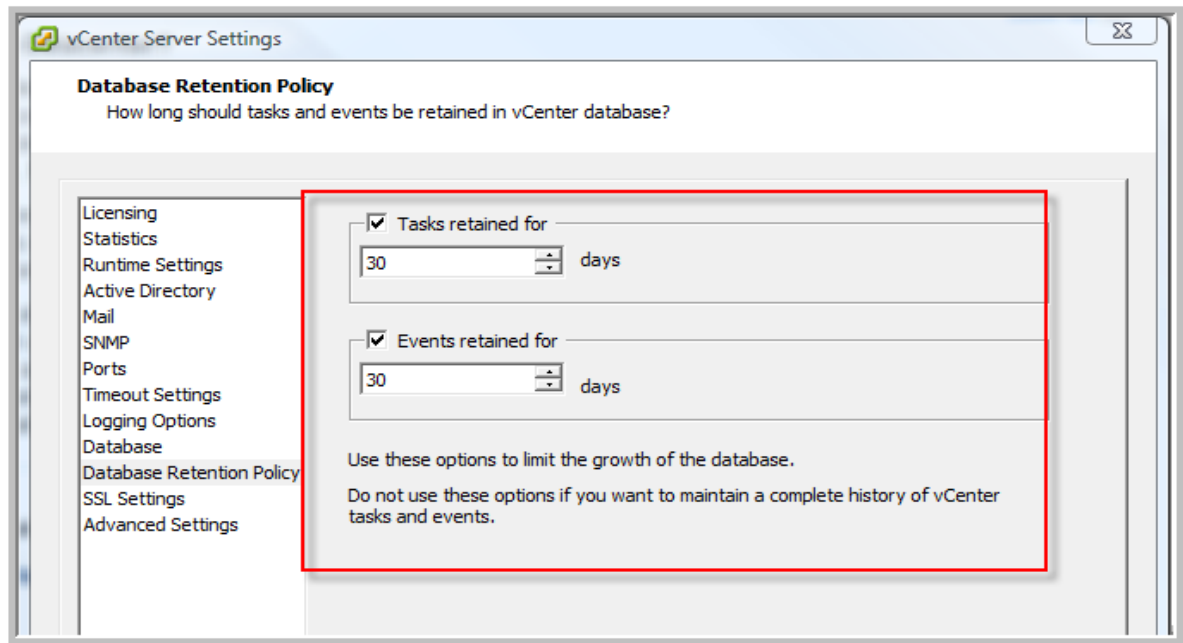 vCenter Server Settings
Database Retention Policy
How long should tasks and events be retained in vCenter database?
Licensing
Statistics
Runtime Settings
Active Directory
Mail
SNMP
Ports
Timeout Settings
Logging Options
Database
Database Retention Policy
SSL Settings
Advanced Settings
Tasks retained for
30 days
Events retained for
30 days
Use these options to limit the growth of the database.
Do not use these options if you want to maintain a complete history of vCenter
tasks and events.